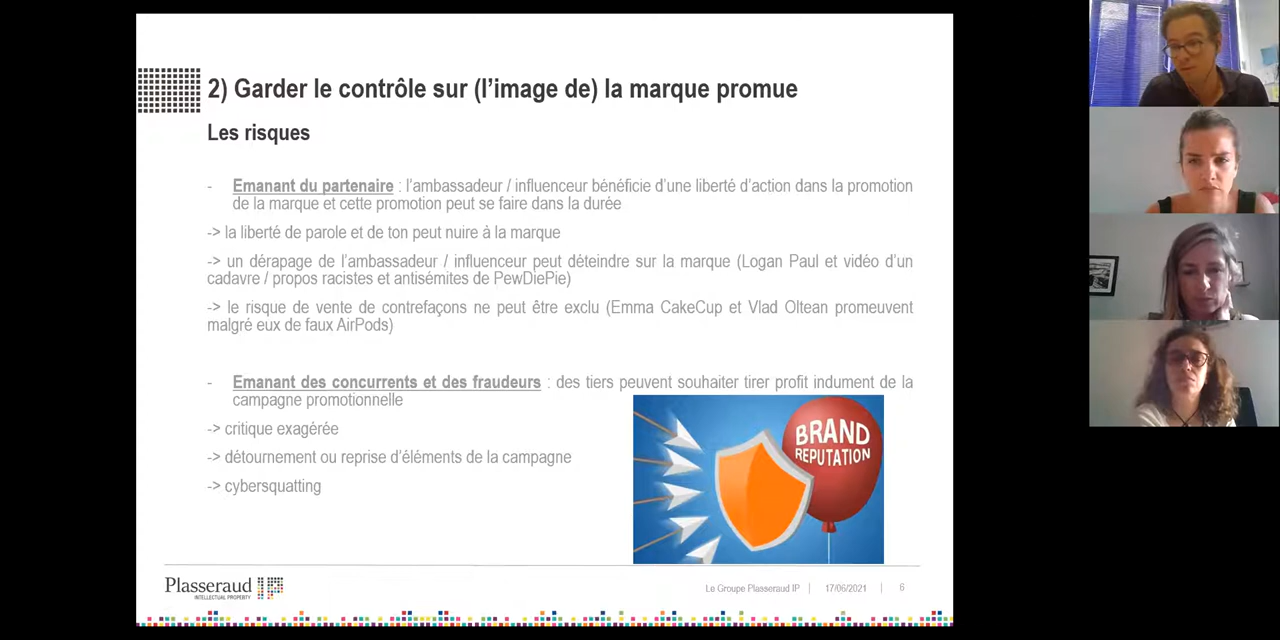 2) Garder le contrôle sur (l’image de) la marque promue
Les risques
- Emanant du partenaire : l’ambassadeur / influenceur bénéficie d’une liberté d’action dans la promotion
de la marque et cette promotion peut se faire dans la durée
-> la liberté de parole et de ton peut nuire à la marque
-> un dérapage de l’ambassadeur / influenceur peut déteindre sur la marque (Logan Paul et vidéo d’un
cadavre / propos racistes et antisémites de PewDiePie)
-> le risque de vente de contrefaçons ne peut être exclu (Emma CakeCup et Vlad Oltean promeuvent
malgré eux de faux AirPods)
- Emanant des concurrents et des fraudeurs : des tiers peuvent souhaiter tirer profit indument de la
campagne promotionnelle
-> critique exagérée
-> détournement ou reprise d’éléments de la campagne
-> cybersquatting
BRAND
REPUTATION
Plasseraud IP
INTELLECTUAL PROPERTY
Le Groupe Plasseraud IP | 17/06/2021 | 6